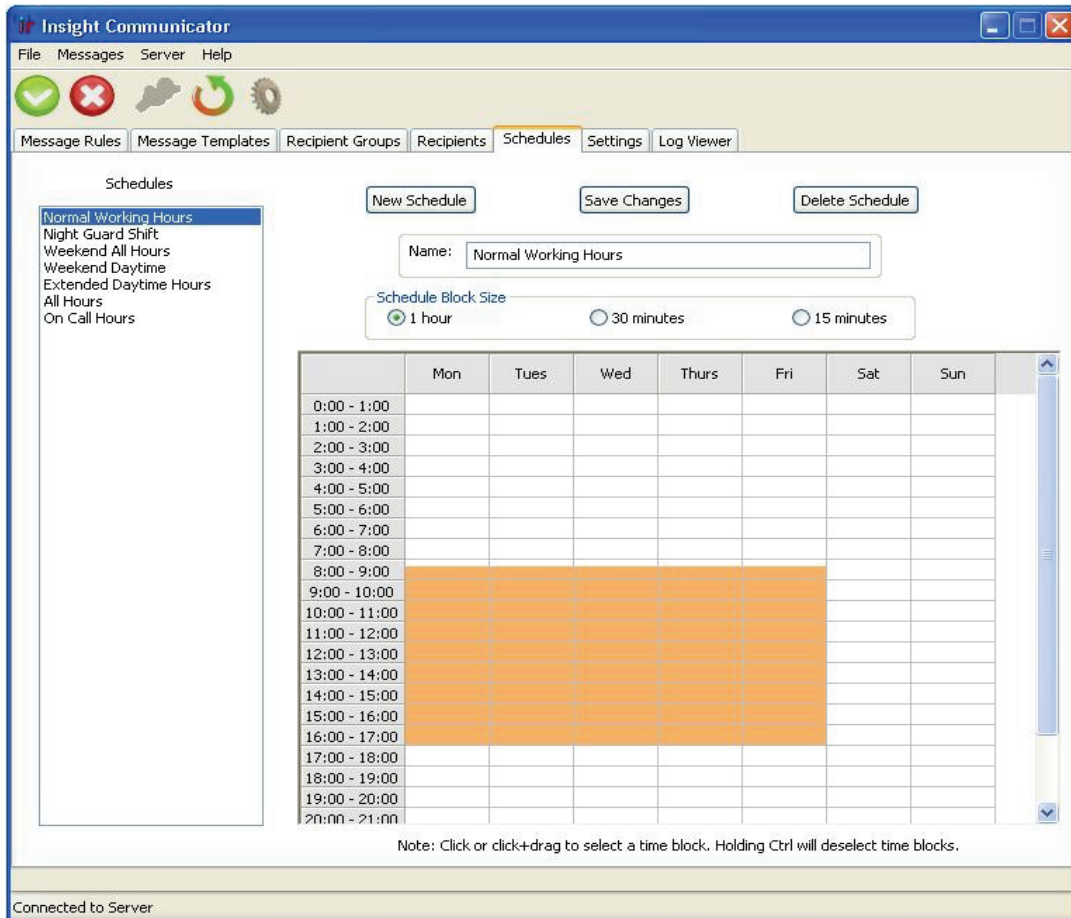 Insight Communicator
File Messages Server Help
Message Rules Message Templates Recipient Groups Recipients Schedules Settings Log Viewer
Schedules
Normal Working Hours
Night Guard Shift
Weekend All Hours
Weekend Daytime
Extended Daytime Hours
All Hours
On Call Hours
New Schedule Save Changes Delete Schedule
Name: Normal Working Hours
Schedule Block Size
1 hour 30 minutes 15 minutes
Mon Tues Wed Thurs Fri Sat Sun
0:00 - 1:00
1:00 - 2:00
2:00 - 3:00
3:00 - 4:00
4:00 - 5:00
5:00 - 6:00
6:00 - 7:00
7:00 - 8:00
8:00 - 9:00
9:00 - 10:00
10:00 - 11:00
11:00 - 12:00
12:00 - 13:00
13:00 - 14:00
14:00 - 15:00
15:00 - 16:00
16:00 - 17:00
17:00 - 18:00
18:00 - 19:00
19:00 - 20:00
20:00 - 21:00
Note: Click or click+drag to select a time block. Holding Ctrl will deselect time blocks.
Connected to Server